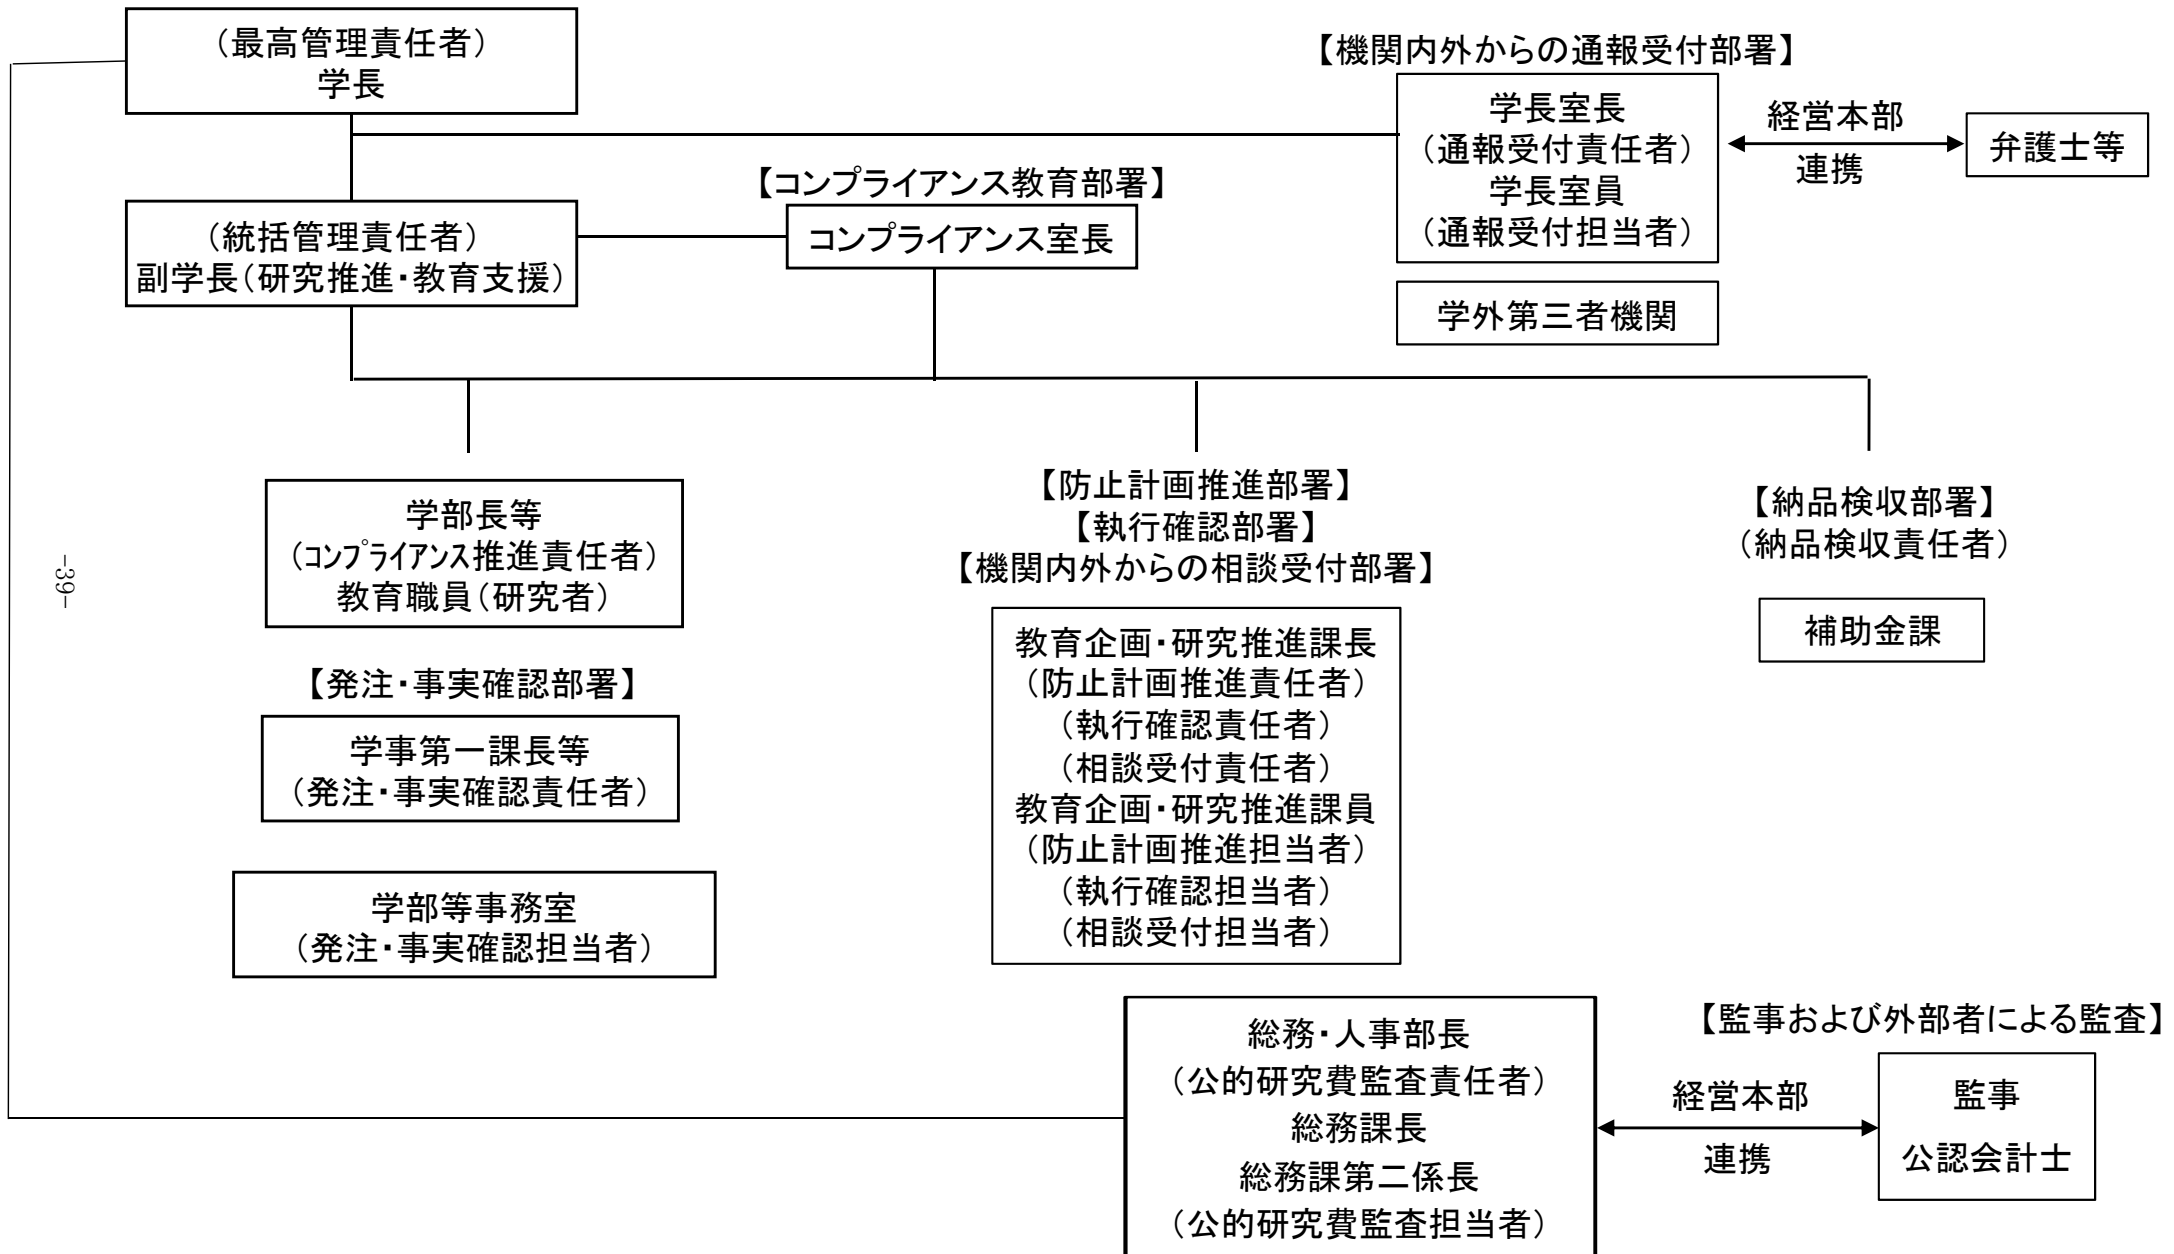 （最高管理責任者）
学長
【機関内外からの通報受付部署】
学長室長
（通報受付責任者）
学長室員
（通報受付担当者）
経営本部
連携
弁護士等
【コンプライアンス教育部署】
コンプライアンス室長
（統括管理責任者）
副学長（研究推進・教育支援）
学外第三者機関
学部長等
（ｺﾝﾌﾟﾗｲｱﾝｽ推進責任者）
教育職員（研究者）
【発注・事実確認部署】
学事第一課長等
（発注・事実確認責任者）
学部等事務室
（発注・事実確認担当者）
【防止計画推進部署】
【執行確認部署】
【機関内外からの相談受付部署】
教育企画・研究推進課長
（防止計画推進責任者）
（執行確認責任者）
（相談受付責任者）
教育企画・研究推進課員
（防止計画推進担当者）
（執行確認担当者）
（相談受付担当者）
【納品検収部署】
（納品検収責任者）
補助金課
総務・人事部長
（公的研究費監査責任者）
総務課長
総務課第二係長
（公的研究費監査担当者）
経営本部
連携
【監事および外部者による監査】
監事
公認会計士
-39-